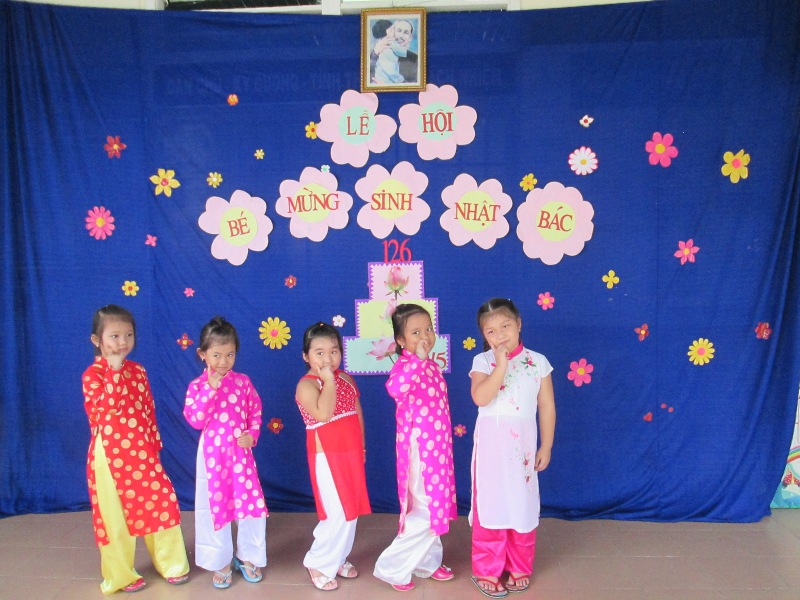 LỄ HỘI
BÉ MỪNG SINH NHẬT BÁC
126